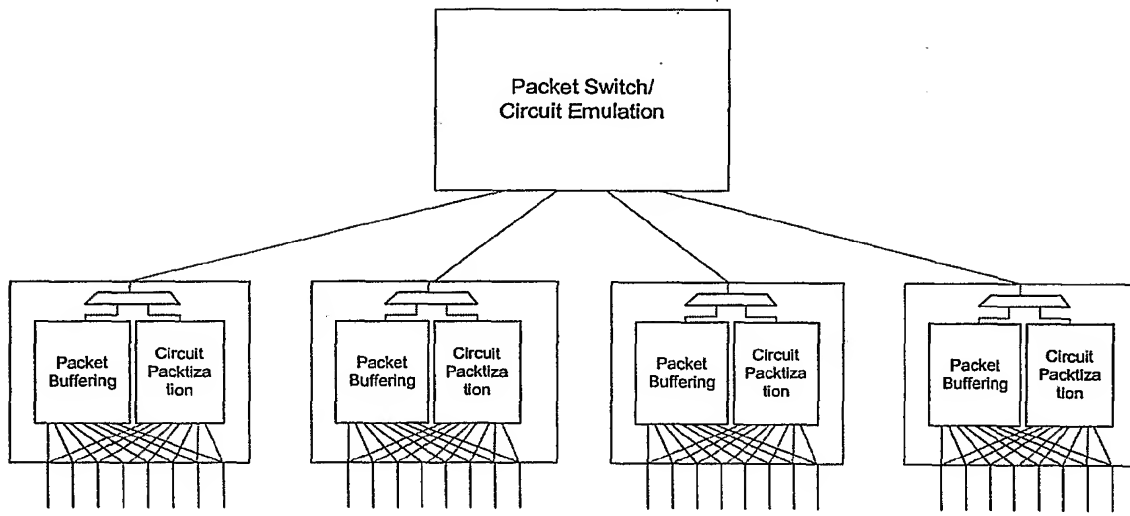 Packet Switch/
Circuit Emulation
Packet
Buffering
Circuit
Packtiza
tion
Packet
Buffering
Circuit
Packtiza
tion
Packet
Buffering
Circuit
Packtiza
tion
Packet
Buffering
Circuit
Packtiza
tion